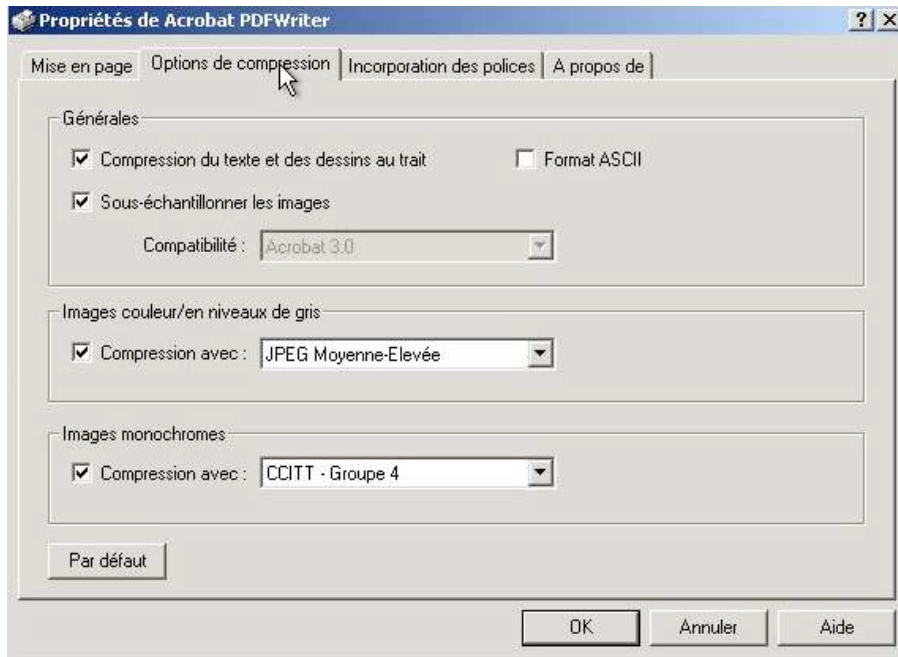 Propriétés de Acrobat PDFWriter
Mise en page Options de compression Incorporation des polices A propos de
Générales
Compression du texte et des dessins au trait Format ASCII
Sous-échantillonner les images
Compatibilité : Acrobat 3.0
Images couleur/en niveaux de gris
Compression avec : JPEG Moyenne-Elevée
Images monochromes
Compression avec : CCITT - Groupe 4
Par défaut
OK Annuler Aide